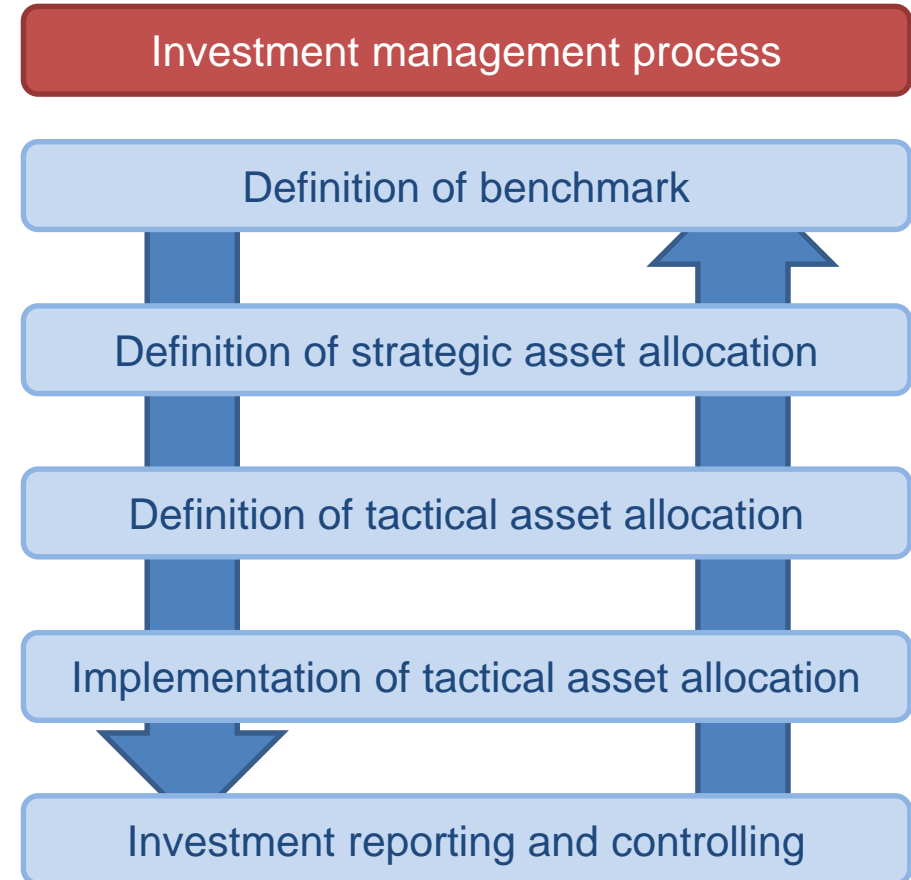 Investment management process
Definition of benchmark
Definition of strategic asset allocation
Definition of tactical asset allocation
Implementation of tactical asset allocation
Investment reporting and controlling